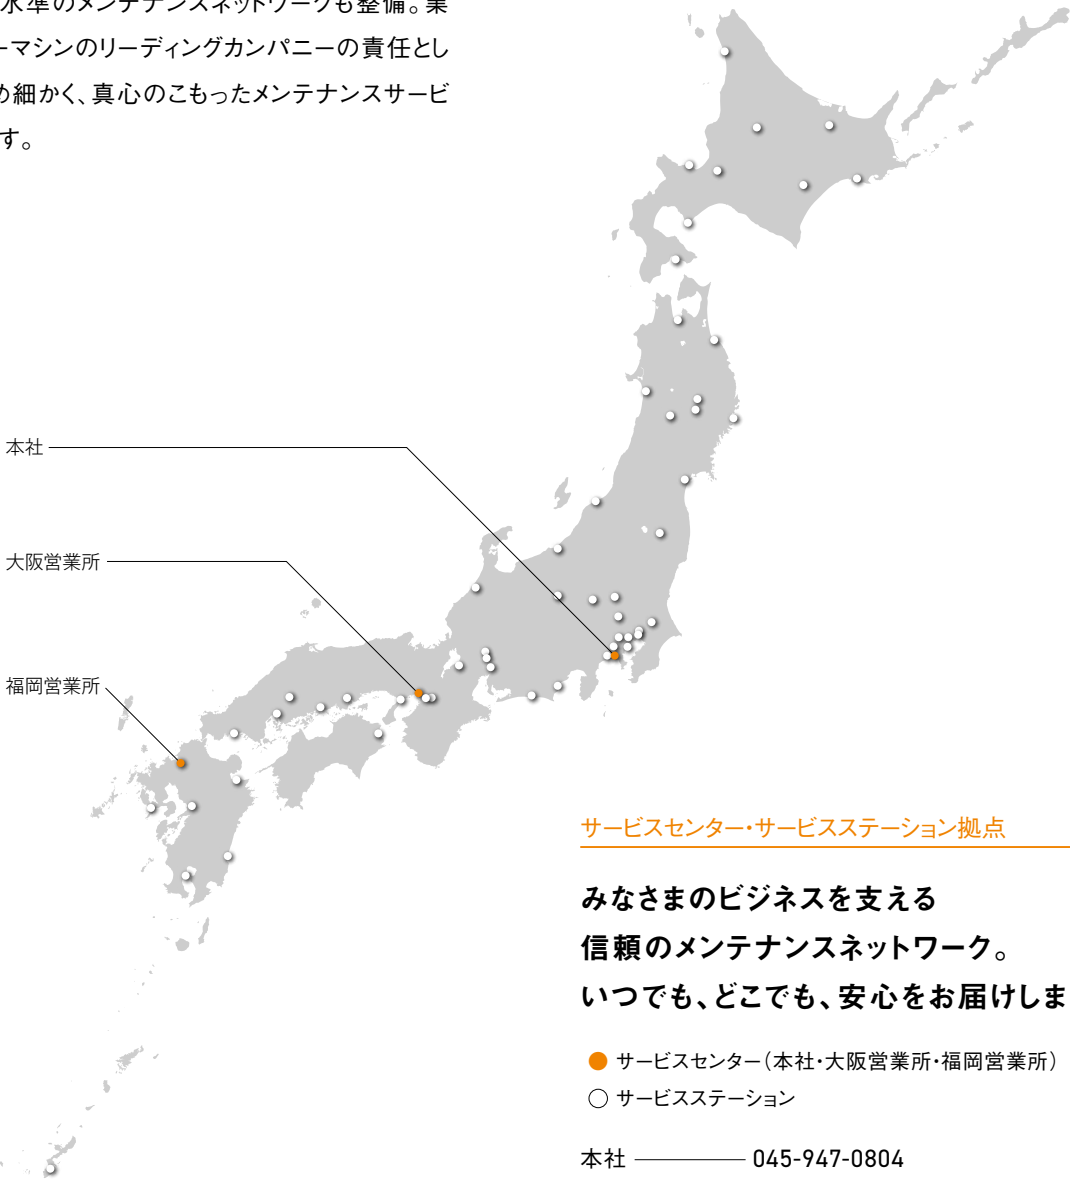 水準のメンテナンスネットワークも整備。業
ーマシンのリーディングカンパニーの責任とし
め細かく、真心のこもったメンテナンスサービ
す。
本社
大阪営業所
福岡営業所
サービスセンター・サービスステーション拠点
みなさまのビジネスを支える
信頼のメンテナンスネットワーク。
いつでも、どこでも、安心をお届けしま
サービスセンター（本社・大阪営業所・福岡営業所）
サービスステーション
本社 045-947-0804